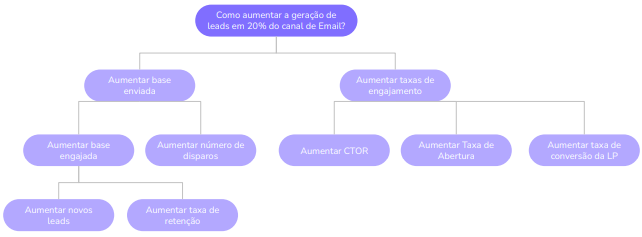 Como aumentar a geração de
leads em 20% do canal de Email?
Aumentar base
enviada
Aumentar taxas de
engajamento
Aumentar base
engajada
Aumentar número de
disparos
Aumentar CTOR
Aumentar Taxa de
Abertura
Aumentar taxa de
conversão da LP
Aumentar novos
leads
Aumentar taxa de
retenção